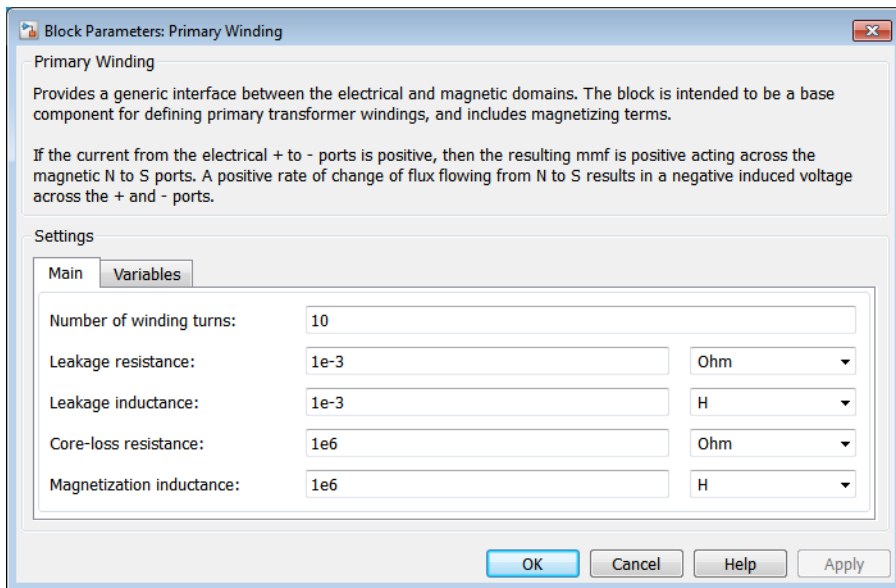 Block Parameters: Primary Winding
Primary Winding
Provides a generic interface between the electrical and magnetic domains. The block is intended to be a base
component for defining primary transformer windings, and includes magnetizing terms.
If the current from the electrical + to - ports is positive, then the resulting mmf is positive acting across the
magnetic N to S ports. A positive rate of change of flux flowing from N to S results in a negative induced voltage
across the + and - ports.
Settings
Main Variables
Number of winding turns: 10
Leakage resistance: 1e-3 Ohm
Leakage inductance: 1e-3 H
Core-loss resistance: 1e6 Ohm
Magnetization inductance: 1e6 H
OK Cancel Help Apply